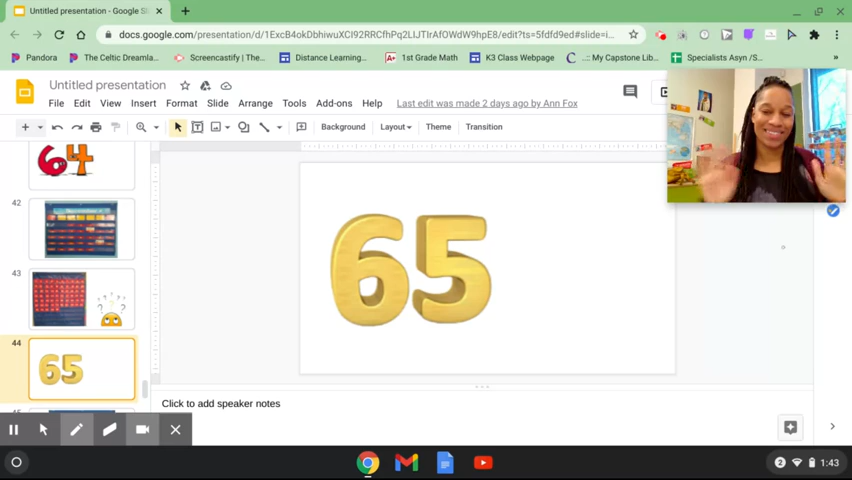 Untitled presentation - Google Sl
docs.google.com/presentation/d/1ExcB4okDbhiwuXCI92RRCfhPq2LIJTIrAfOWdW9hpE8/edit?ts=5fdfd9ed#slide=i
Pandora
The Celtic Dreamla...
Screencastify | The...
Distance Learning...
1st Grade Math
K3 Class Webpage
..:: My Capstone Lib...
Specialists Asyn /S...
Untitled presentation
File Edit View Insert Format Slide Arrange Tools Add-ons Help
Last edit was made 2 days ago by Ann Fox
Background Layout Theme Transition
64
42
43
44
65
65
Click to add speaker notes
2
1:43